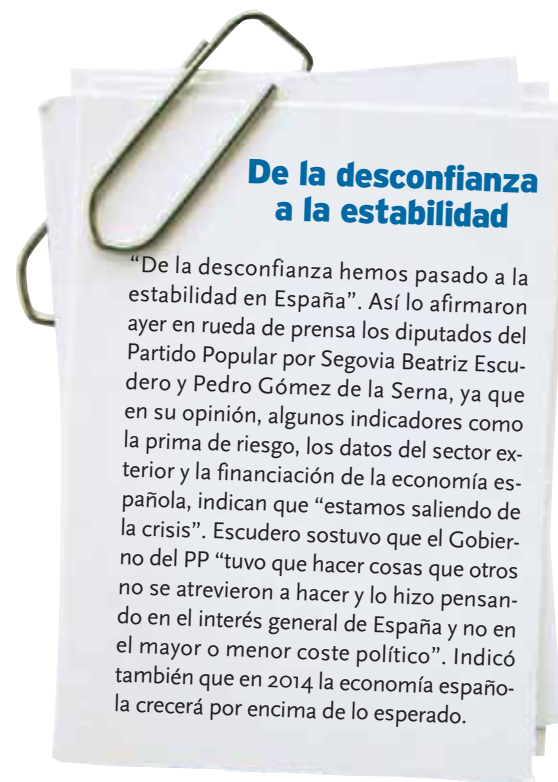 De la desconfianza
a la estabilidad
“De la desconfianza hemos pasado a la
estabilidad en España”. Así lo afirmaron
ayer en rueda de prensa los diputados del
Partido Popular por Segovia Beatriz Escu-
dero y Pedro Gómez de la Serna, ya que
en su opinión, algunos indicadores como
la prima de riesgo, los datos del sector ex-
terior y la financiación de la economía es-
pañola, indican que “estamos saliendo de
la crisis”. Escudero sostuvo que el Gobier-
no del PP “tuvo que hacer cosas que otros
no se atrevieron a hacer y lo hizo pensan-
do en el interés general de España y no en
el mayor o menor coste político”. Indicó
también que en 2014 la economía españo-
la crecerá por encima de lo esperado.